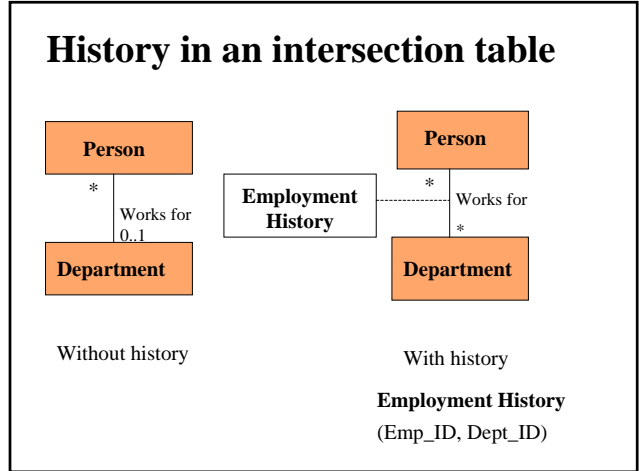 History in an intersection table
Person
*
Works for
0..1
Department
Without history
Person
*
Employment
History
Works for
*
Department
With history
Employment History
(Emp_ID, Dept_ID)